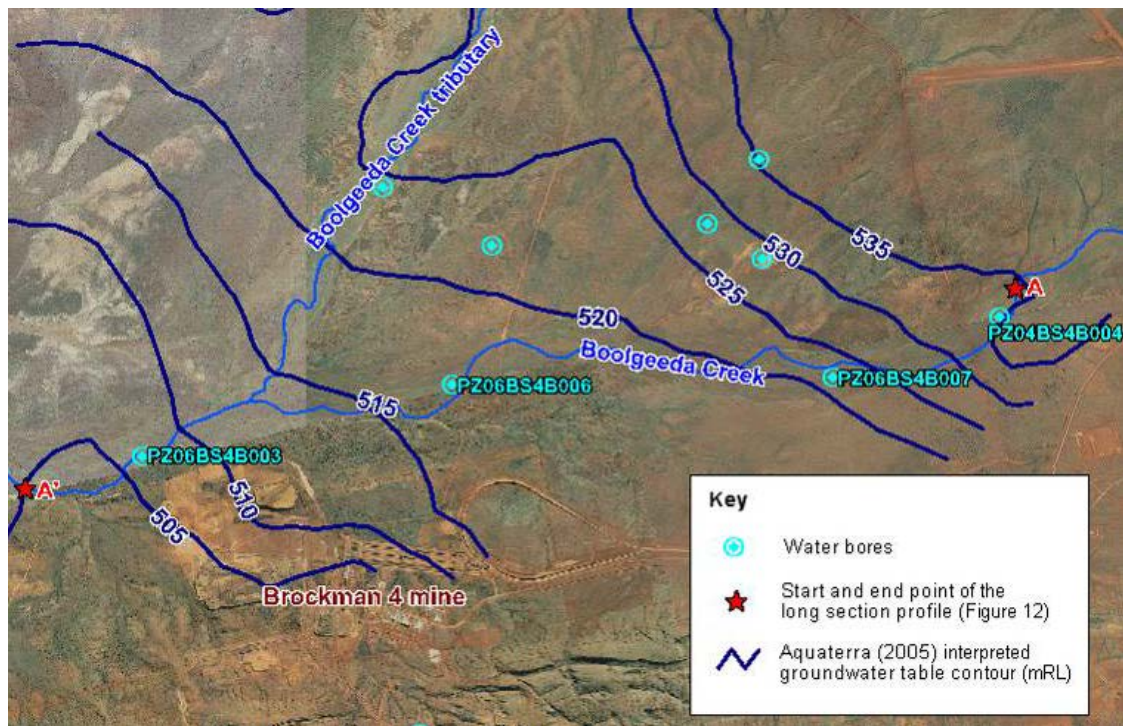 Boolgeeda Creek tributary
535
530
525
A
520
PZ04BS4B004
Boolgeeda Creek
PZ06BS4B007
PZ06BS4B006
515
PZ06BS4B003
A'
510
505
Brockman 4 mine
Key
Water bores
Start and end point of the
long section profile (Figure 12)
Aquaterra (2005) interpreted
groundwater table contour (mRL)